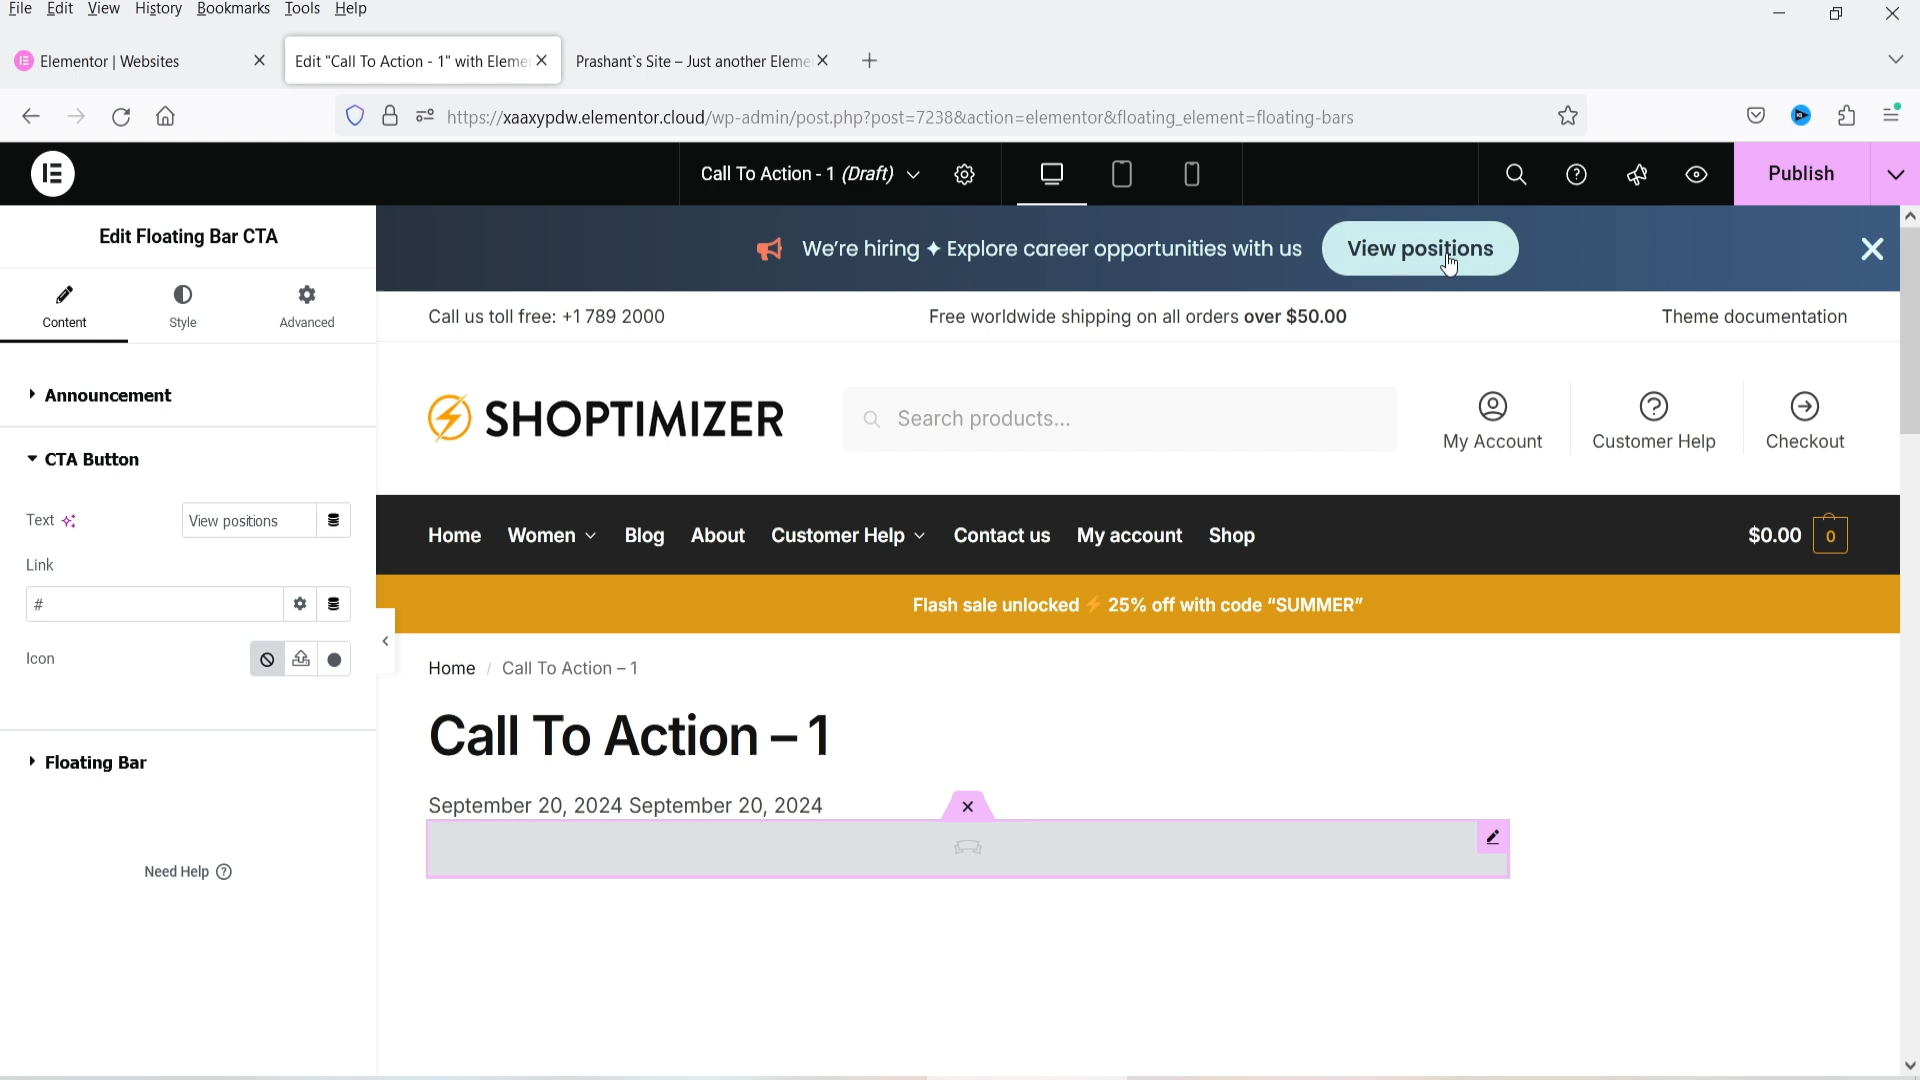 File Edit View History Bookmarks Tools Help
Elementor | Websites
Edit "Call To Action - 1" with Eleme
Prashant`s Site – Just another Eleme
https://xaaxypdw.elementor.cloud/wp-admin/post.php?post=7238&action=elementor&floating_element=floating-bars
Call To Action - 1 (Draft)
Publish
Edit Floating Bar CTA
We're hiring ✦ Explore career opportunities with us
View positions
Content
Style
Advanced
Call us toll free: +1 789 2000
Free worldwide shipping on all orders over $50.00
Theme documentation
Announcement
SHOPTIMIZER
Search products...
My Account
Customer Help
Checkout
CTA Button
Text
View positions
Link
#
Icon
Home Women Blog About Customer Help Contact us My account Shop
$0.00 0
Flash sale unlocked ⚡ 25% off with code “SUMMER”
Home / Call To Action – 1
Call To Action – 1
Floating Bar
September 20, 2024 September 20, 2024
Need Help